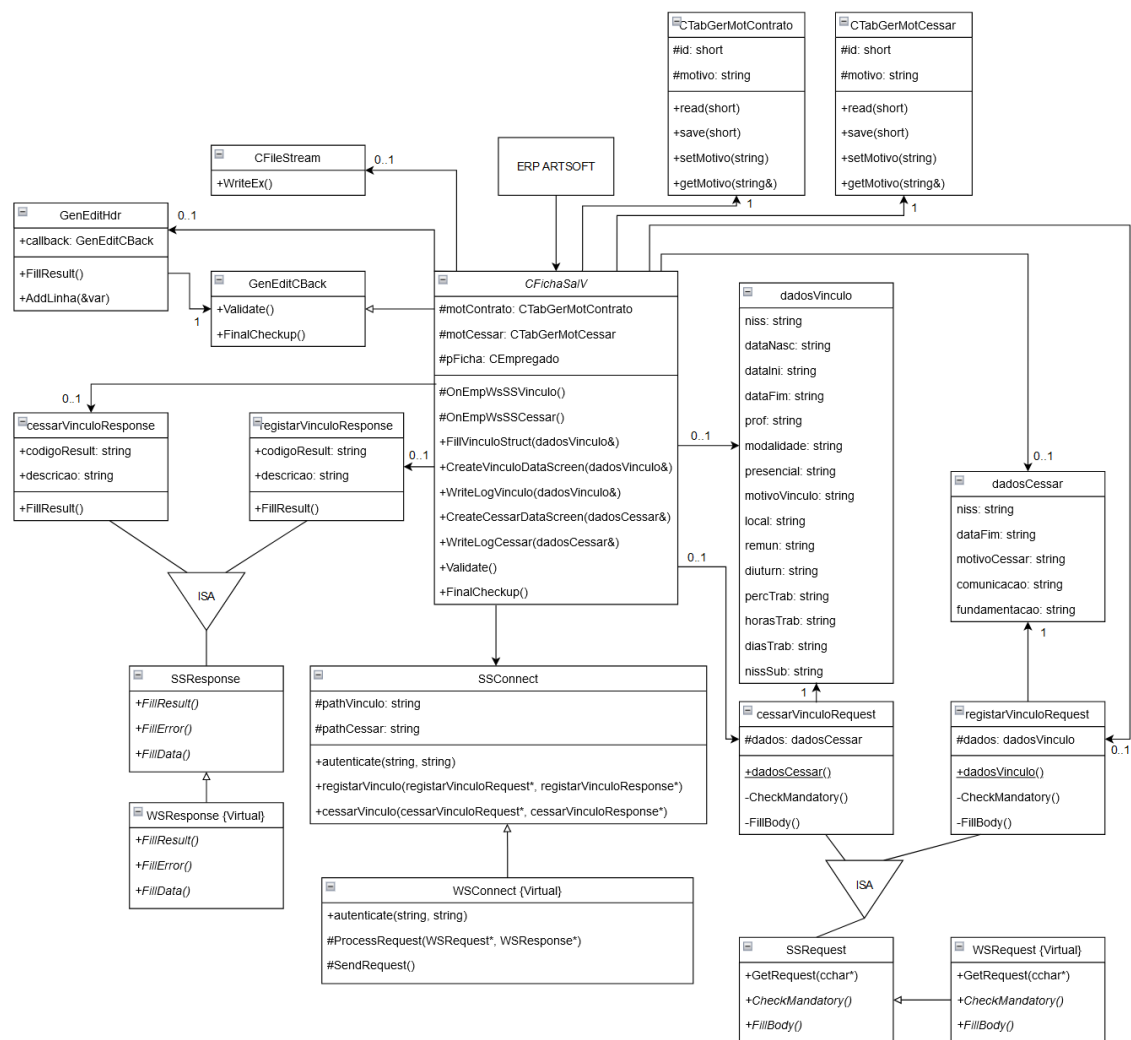 CTabGerMotContrato
#id: short
#motivo: string
+read(short)
+save(short)
+setMotivo(string)
+getMotivo(string&)
1
CTabGerMotCessar
#id: short
#motivo: string
+read(short)
+save(short)
+setMotivo(string)
+getMotivo(string&)
1
ERP ARTSOFT
CFileStream
+WriteEx()
0..1
GenEditHdr
+callback: GenEditCBack
+FillResult()
+AddLinha(&var)
0..1
GenEditCBack
+Validate()
+FinalCheckup()
1
CFichaSalV
#motContrato: CTabGerMotContrato
#motCessar: CTabGerMotCessar
#pFicha: CEmpregado
#OnEmpWsSSVinculo()
#OnEmpWsSSCessar()
+FillVinculoStruct(dadosVinculo&)
+CreateVinculoDataScreen(dadosVinculo&)
+WriteLogVinculo(dadosVinculo&)
+CreateCessarDataScreen(dadosCessar&)
+WriteLogCessar(dadosCessar&)
+Validate()
+FinalCheckup()
dadosVinculo
niss: string
dataNasc: string
dataIni: string
dataFim: string
prof: string
modalidade: string
presencial: string
motivoVinculo: string
local: string
remun: string
diuturn: string
percTrab: string
horasTrab: string
diasTrab: string
nissSub: string
0..1
0..1
dadosCessar
niss: string
dataFim: string
motivoCessar: string
comunicacao: string
fundamentacao: string
0..1
1
0..1
cessarVinculoResponse
+codigoResult: string
+descricao: string
+FillResult()
registarVinculoResponse
+codigoResult: string
+descricao: string
+FillResult()
0..1
ISA
SSResponse
+FillResult()
+FillError()
+FillData()
WSResponse {Virtual}
+FillResult()
+FillError()
+FillData()
SSConnect
#pathVinculo: string
#pathCessar: string
+autenticate(string, string)
+registarVinculo(registarVinculoRequest*, registarVinculoResponse*)
+cessarVinculo(cessarVinculoRequest*, cessarVinculoResponse*)
WSConnect {Virtual}
+autenticate(string, string)
#ProcessRequest(WSRequest*, WSResponse*)
#SendRequest()
1
cessarVinculoRequest
#dados: dadosCessar
+dadosCessar()
-CheckMandatory()
-FillBody()
registarVinculoRequest
#dados: dadosVinculo
+dadosVinculo()
-CheckMandatory()
-FillBody()
0..1
ISA
SSRequest
+GetRequest(cchar*)
+CheckMandatory()
+FillBody()
WSRequest {Virtual}
+GetRequest(cchar*)
+CheckMandatory()
+FillBody()